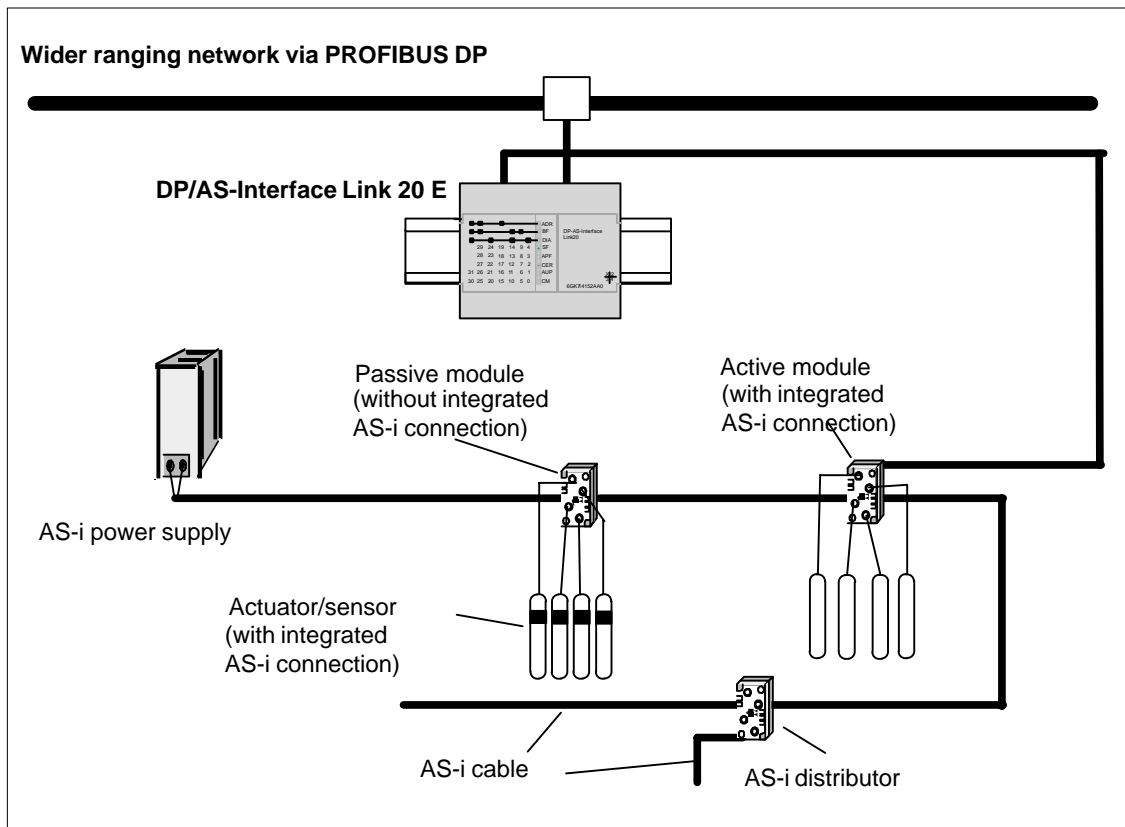 Wider ranging network via PROFIBUS DP
DP/AS-Interface Link 20 E
ADR
BF
DIA
29 24 19 14 9 4 SF
28 23 18 13 8 3 APF
27 22 17 12 7 2 CER
31 26 21 16 11 6 1 AUP
30 25 20 15 10 5 0 CM
DP-AS-Interface
Link20
6GK74152AA0
Passive module
(without integrated
AS-i connection)
Active module
(with integrated
AS-i connection)
AS-i power supply
Actuator/sensor
(with integrated
AS-i connection)
AS-i cable
AS-i distributor